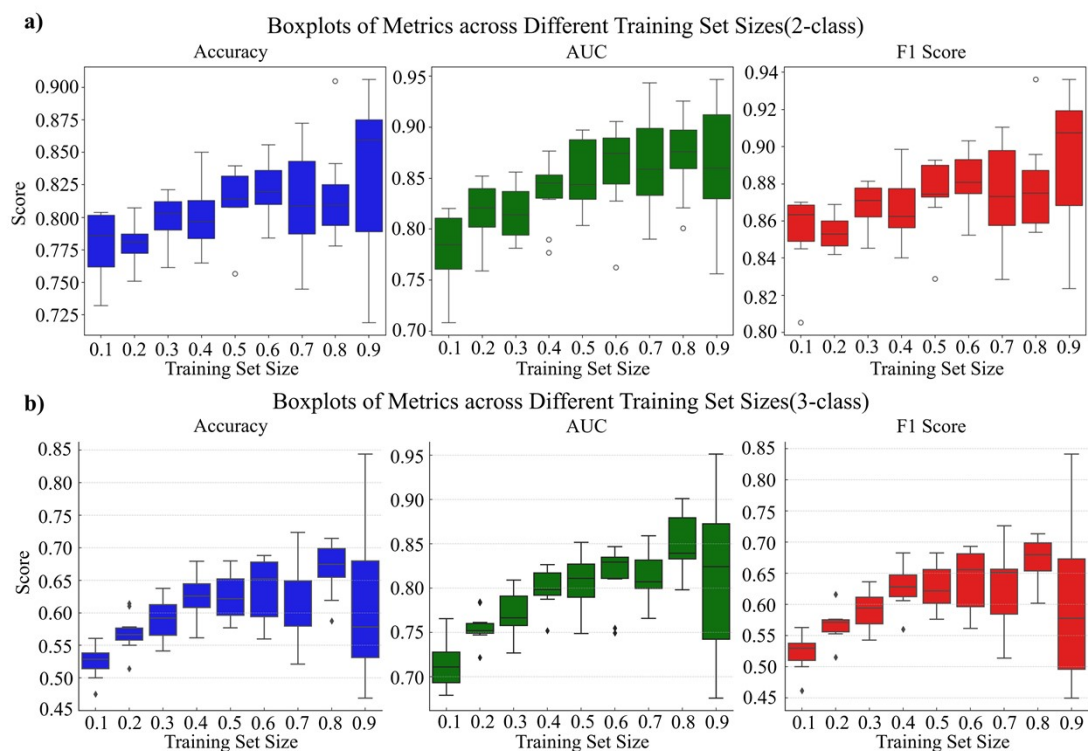 a)
Boxplots of Metrics across Different Training Set Sizes(2-class)
Accuracy
AUC
F1 Score
Score
0.900
0.875
0.850
0.825
0.800
0.775
0.750
0.725
0.95
0.90
0.85
0.80
0.75
0.70
0.94
0.92
0.90
0.88
0.86
0.84
0.82
0.80
0.1 0.2 0.3 0.4 0.5 0.6 0.7 0.8 0.9
0.1 0.2 0.3 0.4 0.5 0.6 0.7 0.8 0.9
0.1 0.2 0.3 0.4 0.5 0.6 0.7 0.8 0.9
Training Set Size
Training Set Size
Training Set Size
b)
Boxplots of Metrics across Different Training Set Sizes(3-class)
Accuracy
AUC
F1 Score
Score
0.85
0.80
0.75
0.70
0.65
0.60
0.55
0.50
0.45
0.95
0.90
0.85
0.80
0.75
0.70
0.85
0.80
0.75
0.70
0.65
0.60
0.55
0.50
0.45
0.1 0.2 0.3 0.4 0.5 0.6 0.7 0.8 0.9
0.1 0.2 0.3 0.4 0.5 0.6 0.7 0.8 0.9
0.1 0.2 0.3 0.4 0.5 0.6 0.7 0.8 0.9
Training Set Size
Training Set Size
Training Set Size